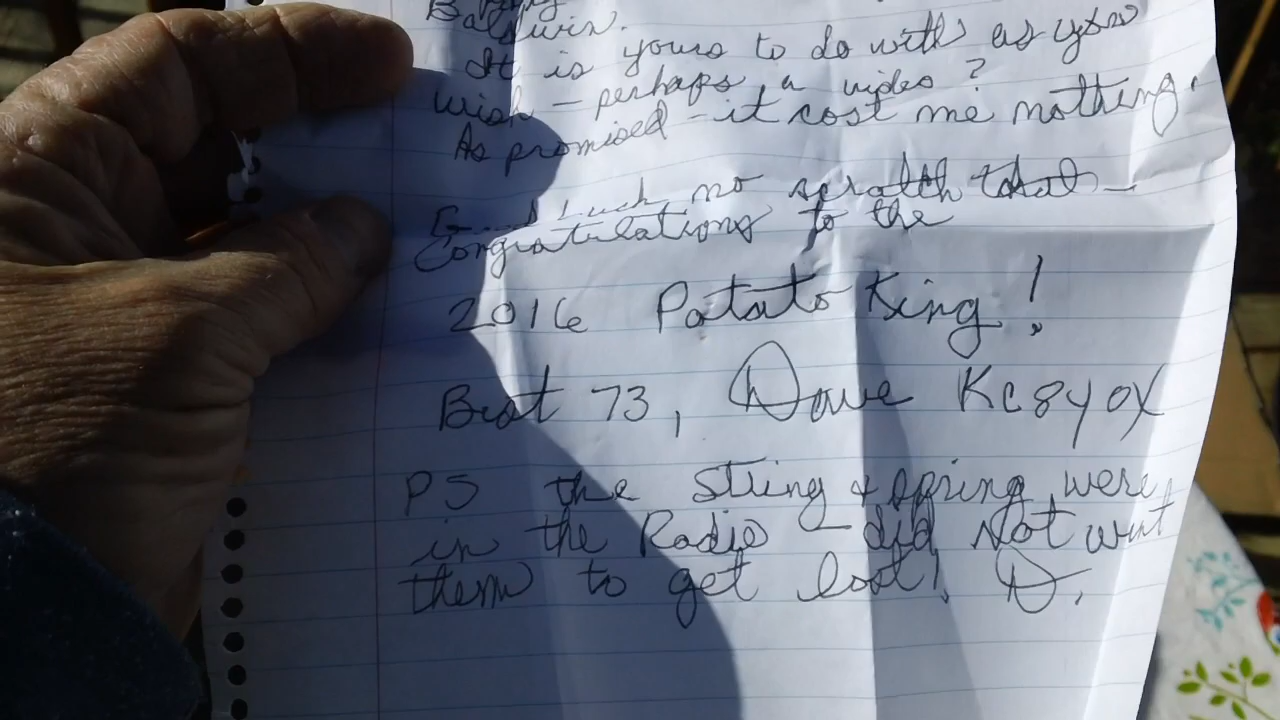 Baldwin.
It is yours to do with as you
wish - perhaps a video?
As promised - it cost me nothing.
Good Luck, no scratch that -
Congratulations to the
2016 Potato King!
Best 73, Dave KC8YOX
PS the string & spring were
in the Radio - did not want
them to get lost! D.